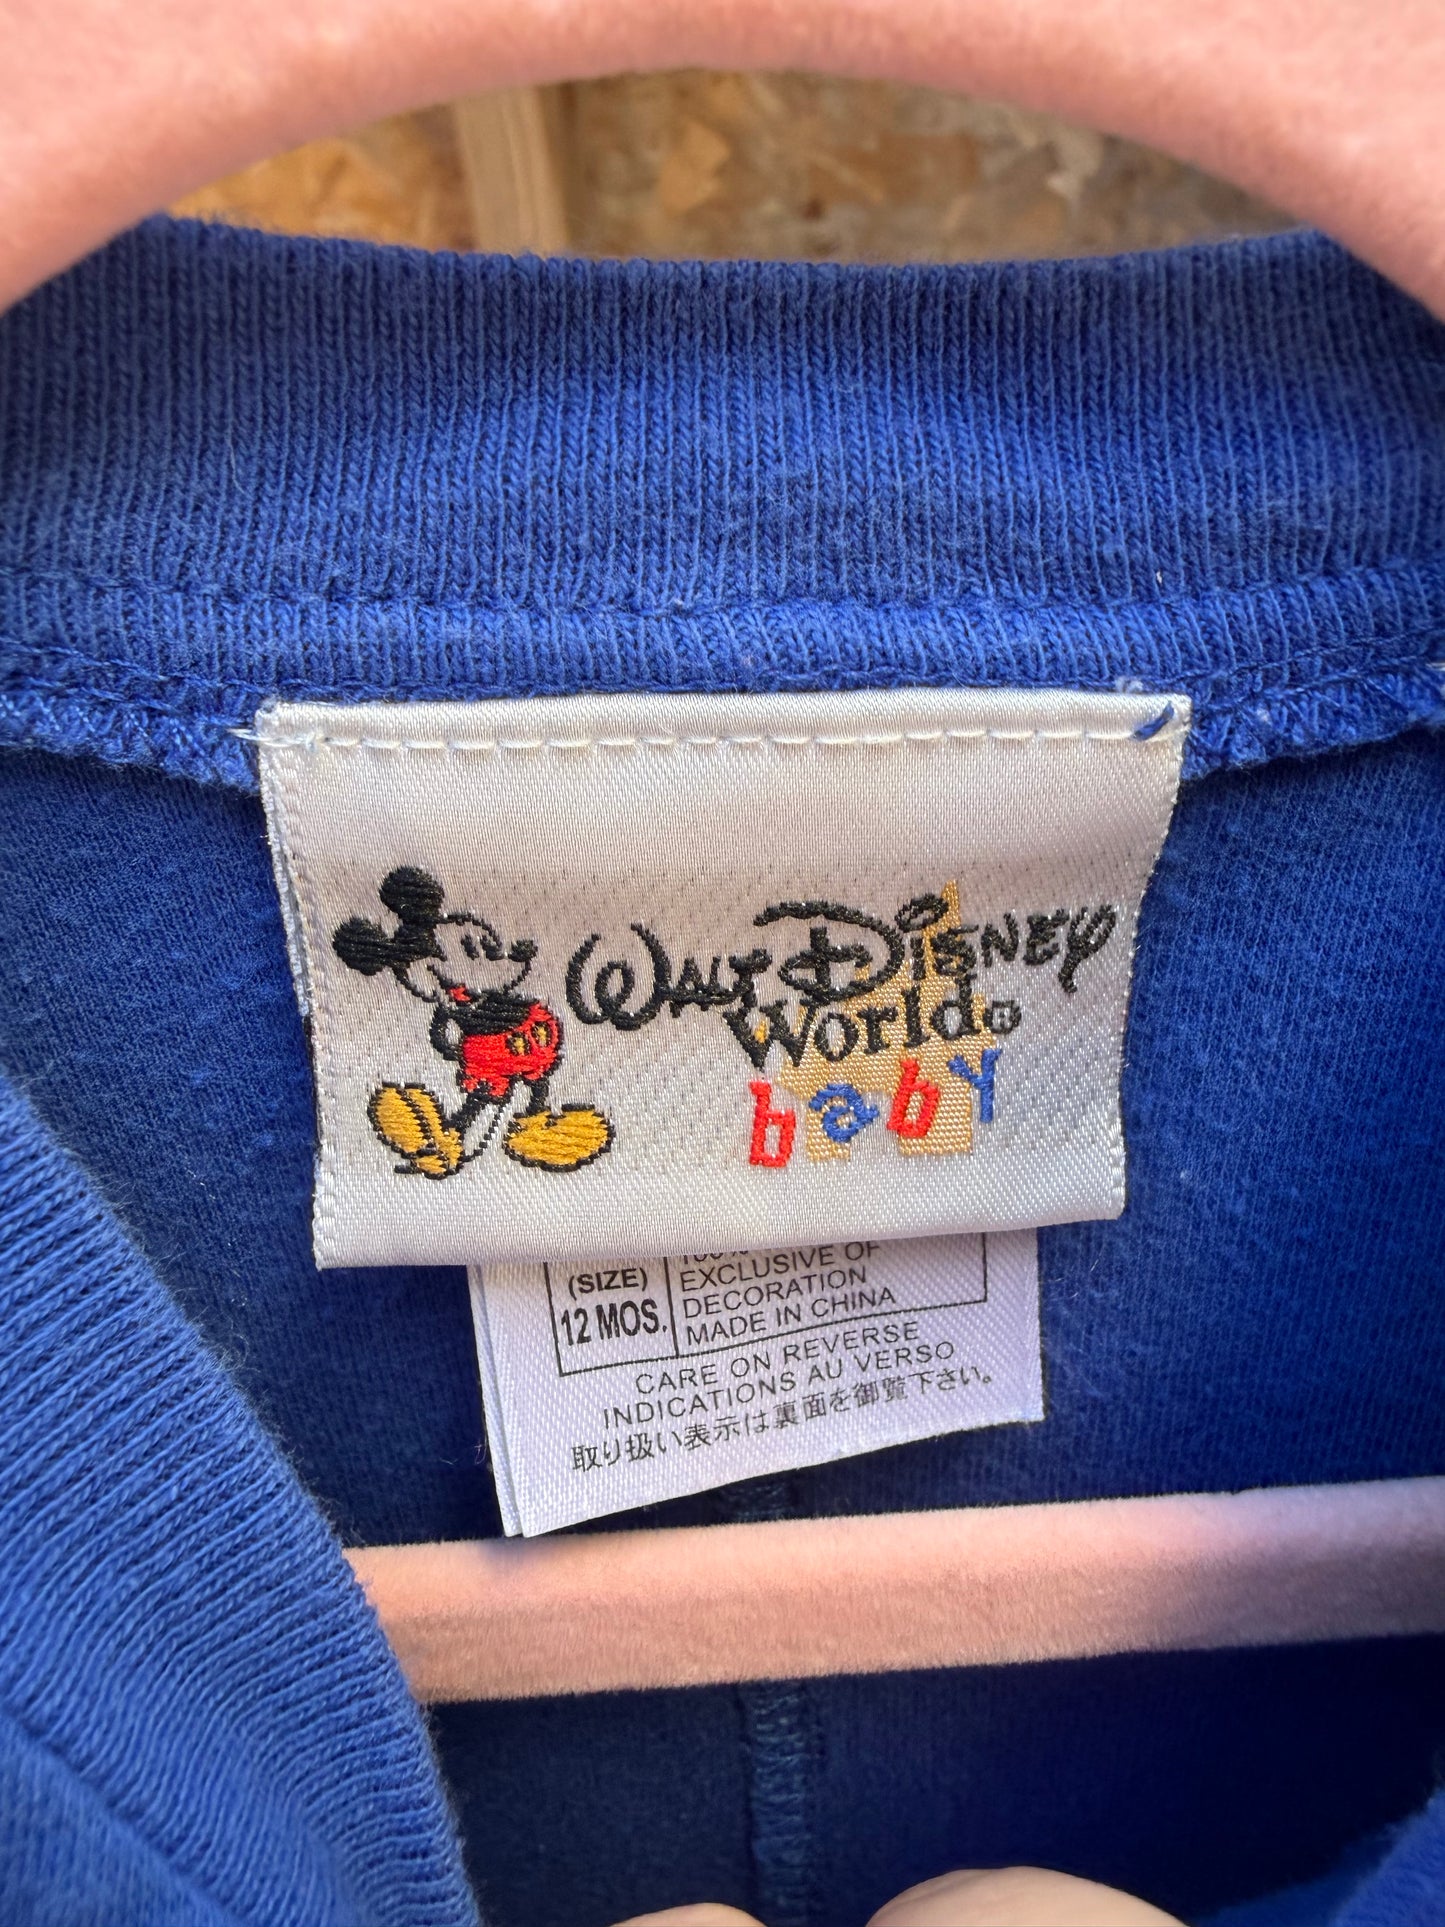 Walt Disney
World®
baby
(SIZE)
12 MOS.
100%
EXCLUSIVE OF
DECORATION
MADE IN CHINA
CARE ON REVERSE
INDICATIONS AU VERSO
取り扱い表示は裏面を御覧下さい。